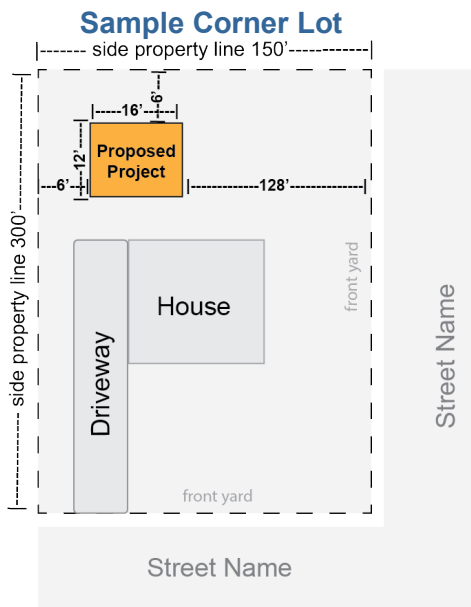 Sample Corner Lot
side property line 150'
6'
16'
12'
Proposed
Project
6'
128'
side property line 300'
House
Driveway
front yard
Street Name
front yard
Street Name